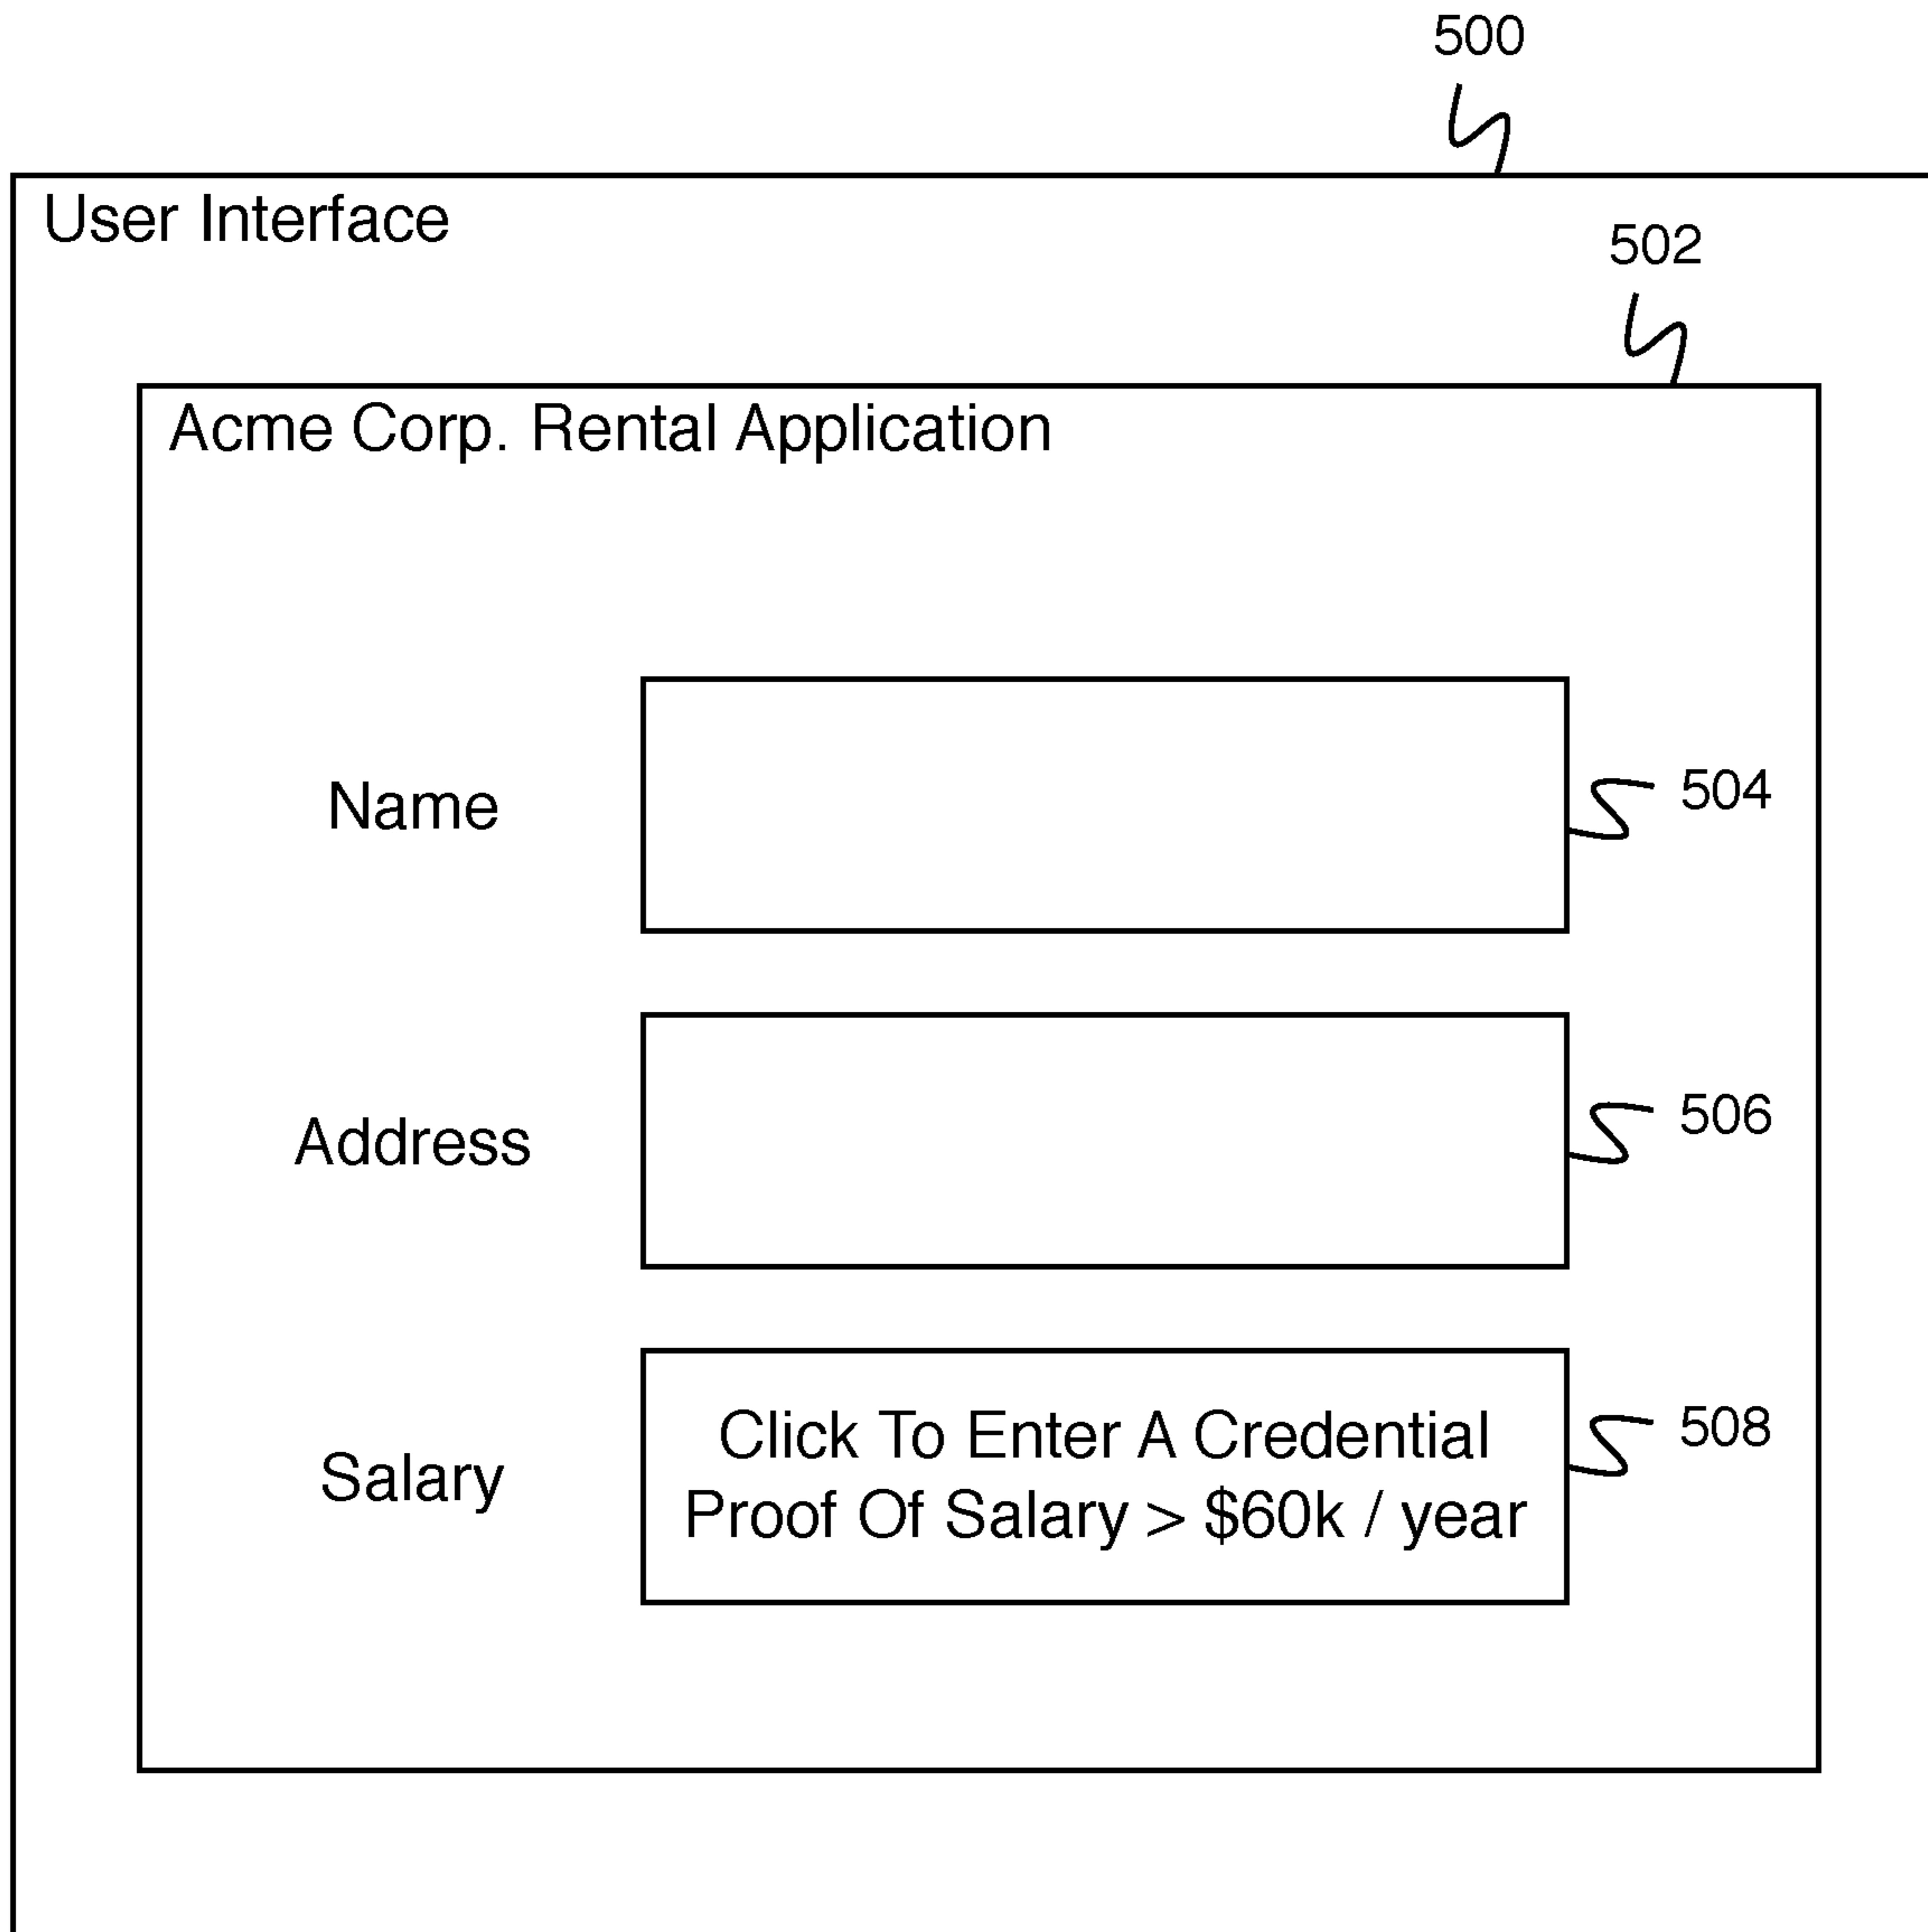 500
User Interface
502
Acme Corp. Rental Application
Name
504
Address
506
Click To Enter A Credential
Proof Of Salary > $60k / year
Salary
508